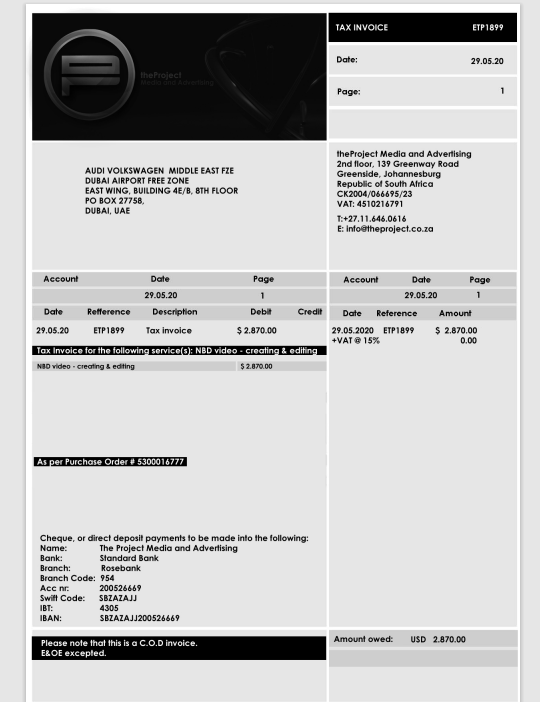 TAX INVOICE ETP1899
Date: 29.05.20
Page: 1
theProject
Media and Advertising
AUDI VOLKSWAGEN MIDDLE EAST FZE
DUBAI AIRPORT FREE ZONE
EAST WING, BUILDING 4E/B, 8TH FLOOR
PO BOX 27758,
DUBAI, UAE
theProject Media and Advertising
2nd floor, 139 Greenway Road
Greenside, Johannesburg
Republic of South Africa
CK2004/066695/23
VAT: 4510216791
T:+27.11.646.0616
E: info@theproject.co.za
Account Date Page
29.05.20 1
Date Refference Description Debit Credit
29.05.20 ETP1899 Tax invoice $ 2.870.00
Tax Invoice for the following service(s): NBD video - creating & editing
NBD video - creating & editing $ 2.870.00
As per Purchase Order # 5300016777
Account Date Page
29.05.20 1
Date Reference Amount
29.05.2020 ETP1899 $ 2.870.00
+VAT @ 15% 0.00
Cheque, or direct deposit payments to be made into the following:
Name: The Project Media and Advertising
Bank: Standard Bank
Branch: Rosebank
Branch Code: 954
Acc nr: 200526669
Swift Code: SBZAZAJJ
IBT: 4305
IBAN: SBZAZAJJ200526669
Please note that this is a C.O.D invoice.
E&OE excepted.
Amount owed: USD 2.870.00